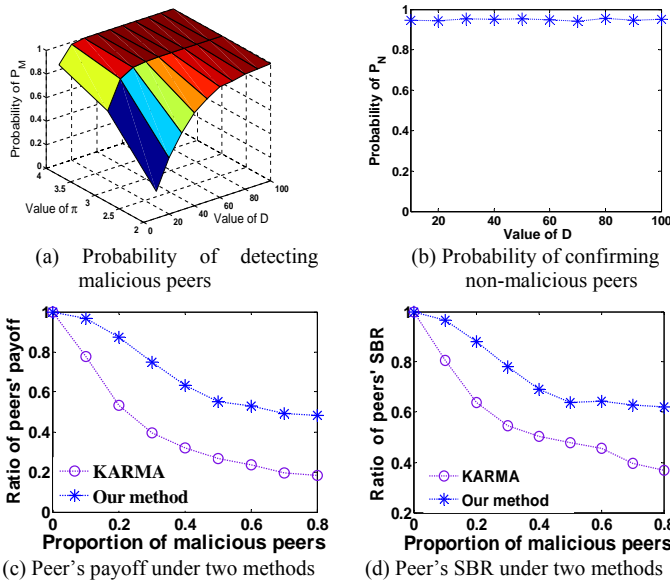 1
0.8
0.6
0.4
0.2
0
Probability of P_M
4
3.5
3
2.5
2
Value of π
0
20
40
60
80
100
Value of D
(a) Probability of detecting
malicious peers
1
0.8
0.6
0.4
0.2
0
Probability of P_N
20
40
60
80
100
Value of D
(b) Probability of confirming
non-malicious peers
1
0.8
0.6
0.4
0.2
0
Ratio of peers' payoff
KARMA
Our method
0
0.2
0.4
0.6
0.8
Proportion of malicious peers
(c) Peer's payoff under two methods
1
0.8
0.6
0.4
0.2
Ratio of peers' SBR
KARMA
Our method
0
0.2
0.4
0.6
0.8
Proportion of malicious peers
(d) Peer's SBR under two methods